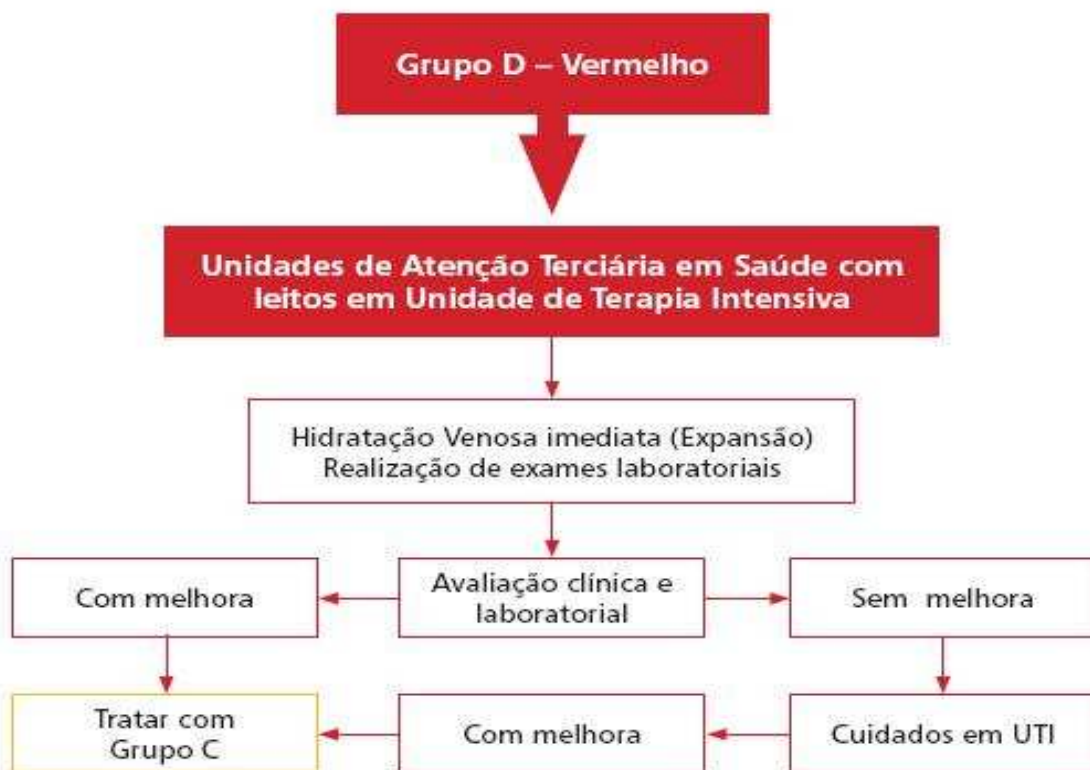 Grupo D – Vermelho
Unidades de Atenção Terciária em Saúde com
leitos em Unidade de Terapia Intensiva
Hidratação Venosa imediata (Expansão)
Realização de exames laboratoriais
Com melhora
Avaliação clínica e
laboratorial
Sem melhora
Tratar com
Grupo C
Com melhora
Cuidados em UTI